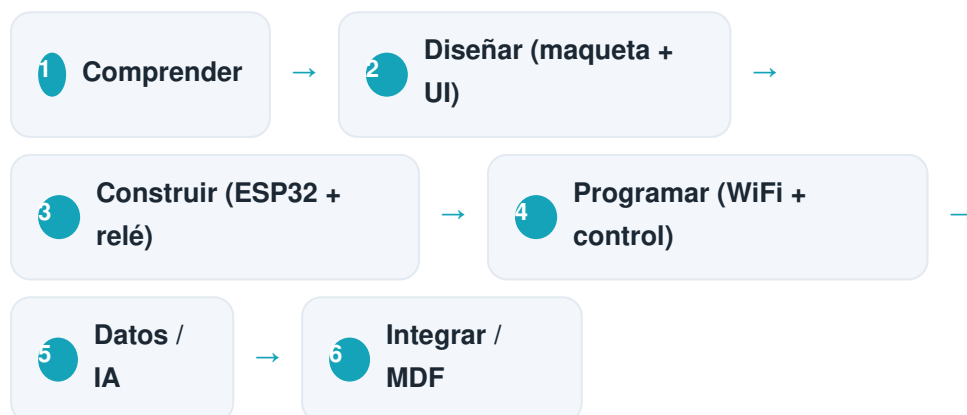 1 Comprender → 2 Diseñar (maqueta +
UI) →
3 Construir (ESP32 +
relé) → 4 Programar (WiFi +
control) →
5 Datos /
IA → 6 Integrar /
MDF